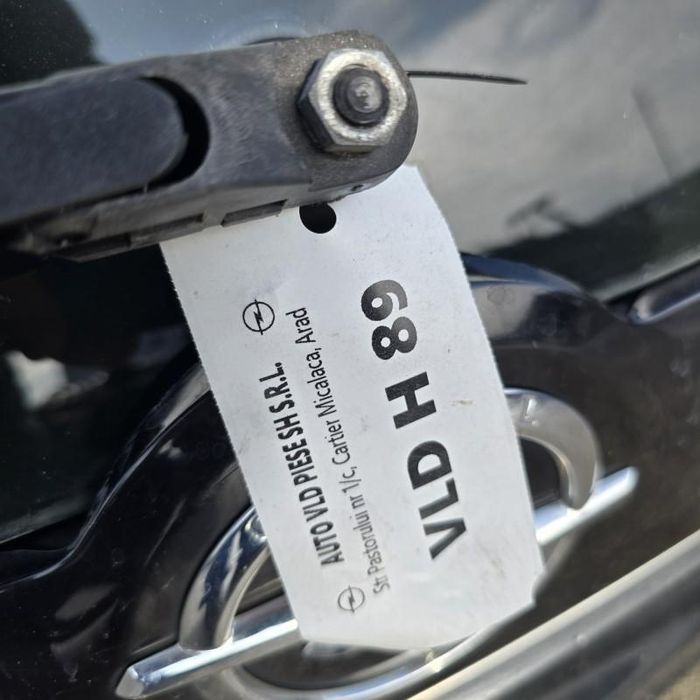 AUTO VLD PIESE SH S.R.L.
Str Pastorului nr 1/c, Cartier Micalaca, Arad
VLD H 89